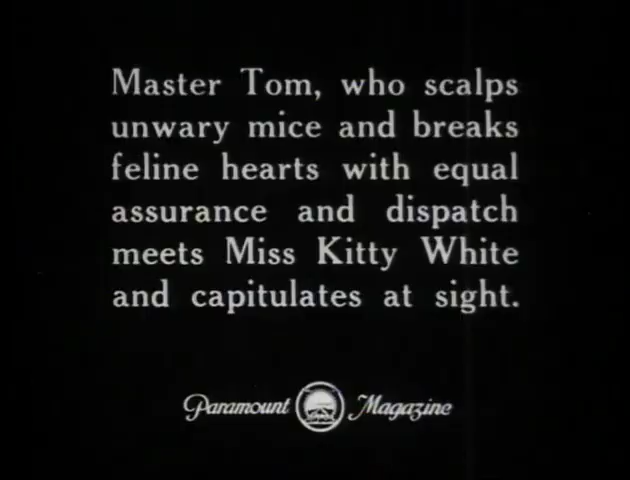 Master Tom, who scalps
unwary mice and breaks
feline hearts with equal
assurance and dispatch
meets Miss Kitty White
and capitulates at sight.
Paramount Magazine